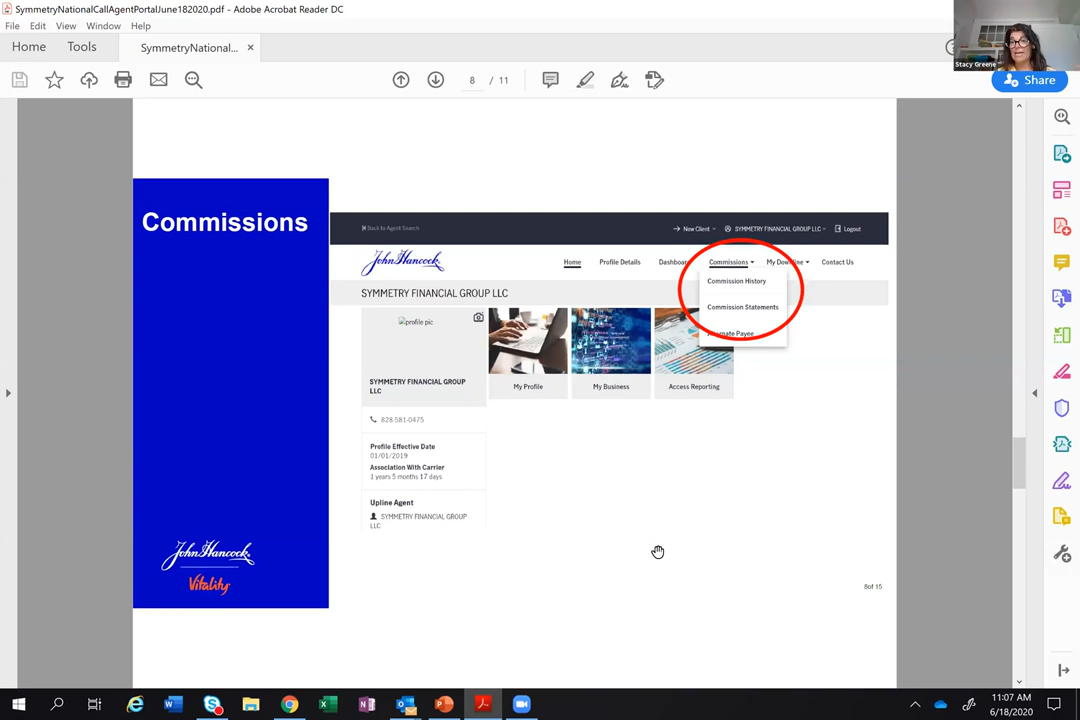 SymmetryNationalCallAgentPortalJune182020.pdf - Adobe Acrobat Reader DC
File Edit View Window Help
Home Tools SymmetryNational... ×
Stacy Greene
8 / 11
Share
Commissions
Back to Agent Search
New Client SYMMETRY FINANCIAL GROUP LLC Logout
John Hancock
Home Profile Details Dashboard Commissions My Downline Contact Us
Commission History
SYMMETRY FINANCIAL GROUP LLC
Commission Statements
profile pic
Alternate Payee
SYMMETRY FINANCIAL GROUP
LLC
My Profile My Business Access Reporting
828-581-0475
Profile Effective Date
01/01/2019
Association With Carrier
1 years 5 months 17 days
Upline Agent
SYMMETRY FINANCIAL GROUP
LLC
John Hancock
Vitality
8of 15
11:07 AM
6/18/2020